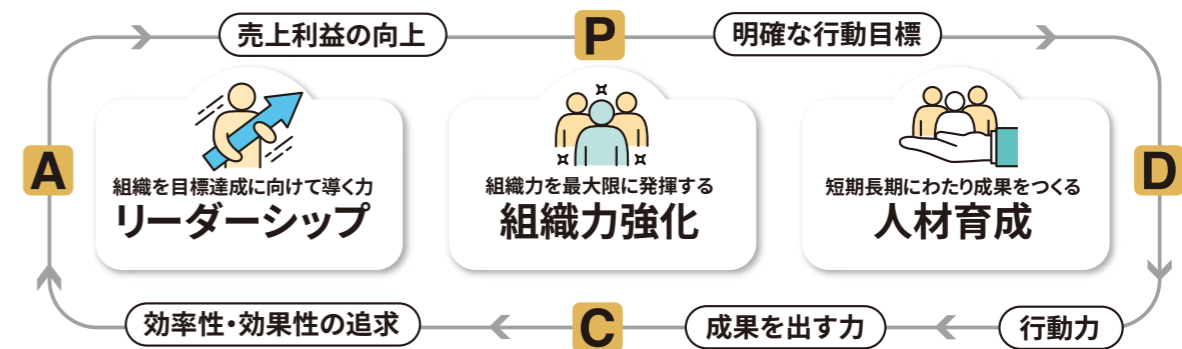 売上利益の向上
P
明確な行動目標
A
組織を目標達成に向けて導く力
リーダーシップ
組織力を最大限に発揮する
組織力強化
短期長期にわたり成果をつくる
人材育成
D
効率性・効果性の追求
C
成果を出す力
行動力